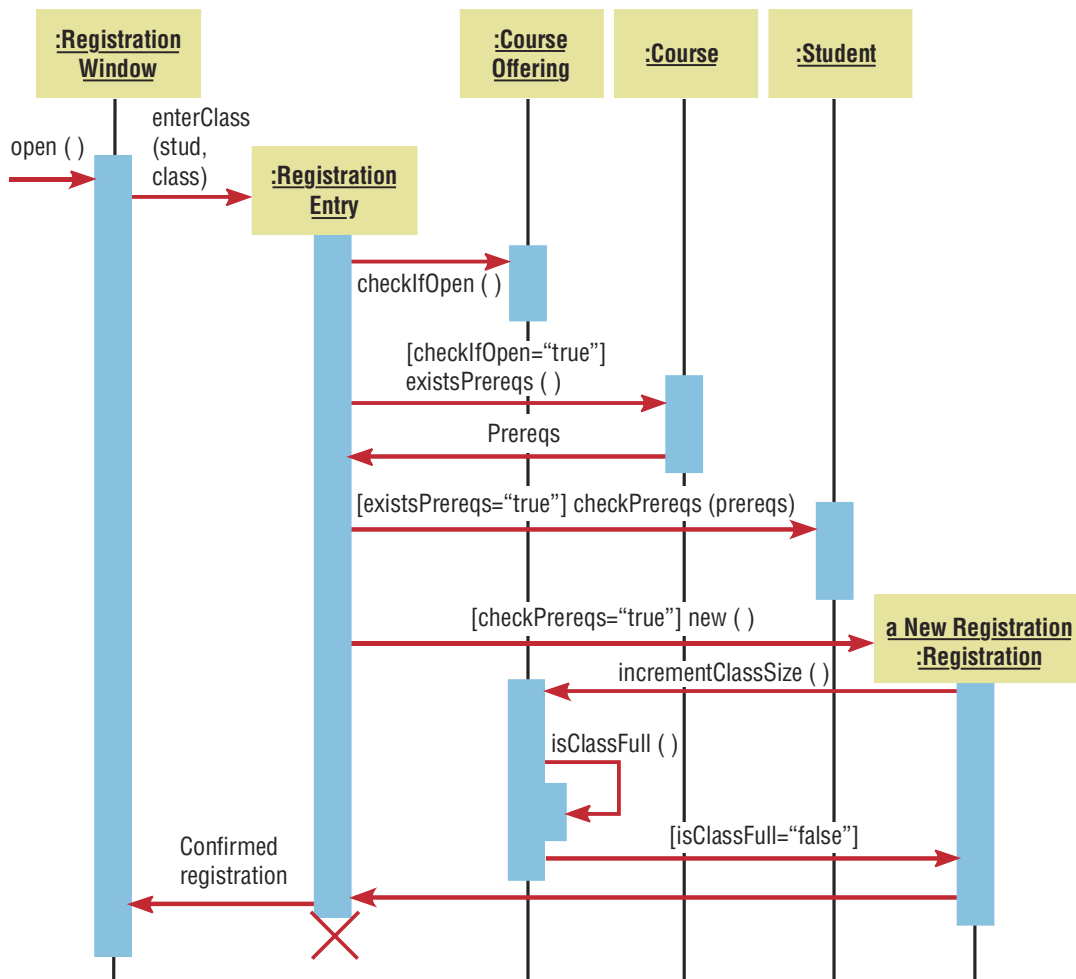 :Registration
Window
:Course
Offering
:Course
:Student
open ( )
enterClass
(stud,
class)
:Registration
Entry
checkIfOpen ( )
[checkIfOpen=“true”]
existsPrereqs ( )
Prereqs
[existsPrereqs=“true”] checkPrereqs (prereqs)
[checkPrereqs=“true”] new ( )
a New Registration
:Registration
incrementClassSize ( )
isClassFull ( )
[isClassFull=“false”]
Confirmed
registration